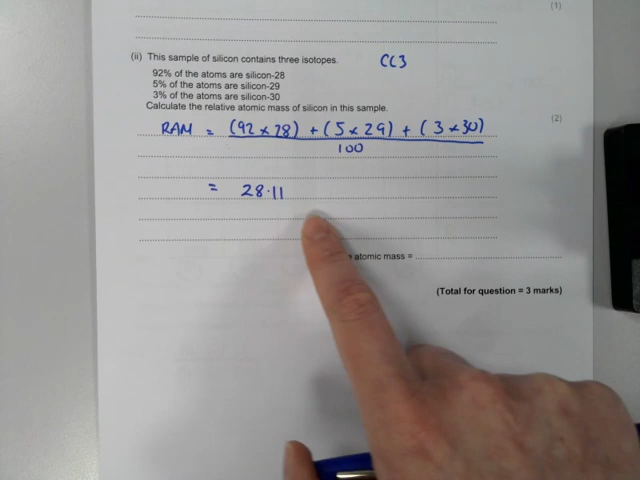 (1)
(ii) This sample of silicon contains three isotopes. CC3
92% of the atoms are silicon-28
5% of the atoms are silicon-29
3% of the atoms are silicon-30
Calculate the relative atomic mass of silicon in this sample.
(2)
RAM = (92 × 28) + (5 × 29) + (3 × 30)
100
= 28.11
atomic mass =
(Total for question = 3 marks)